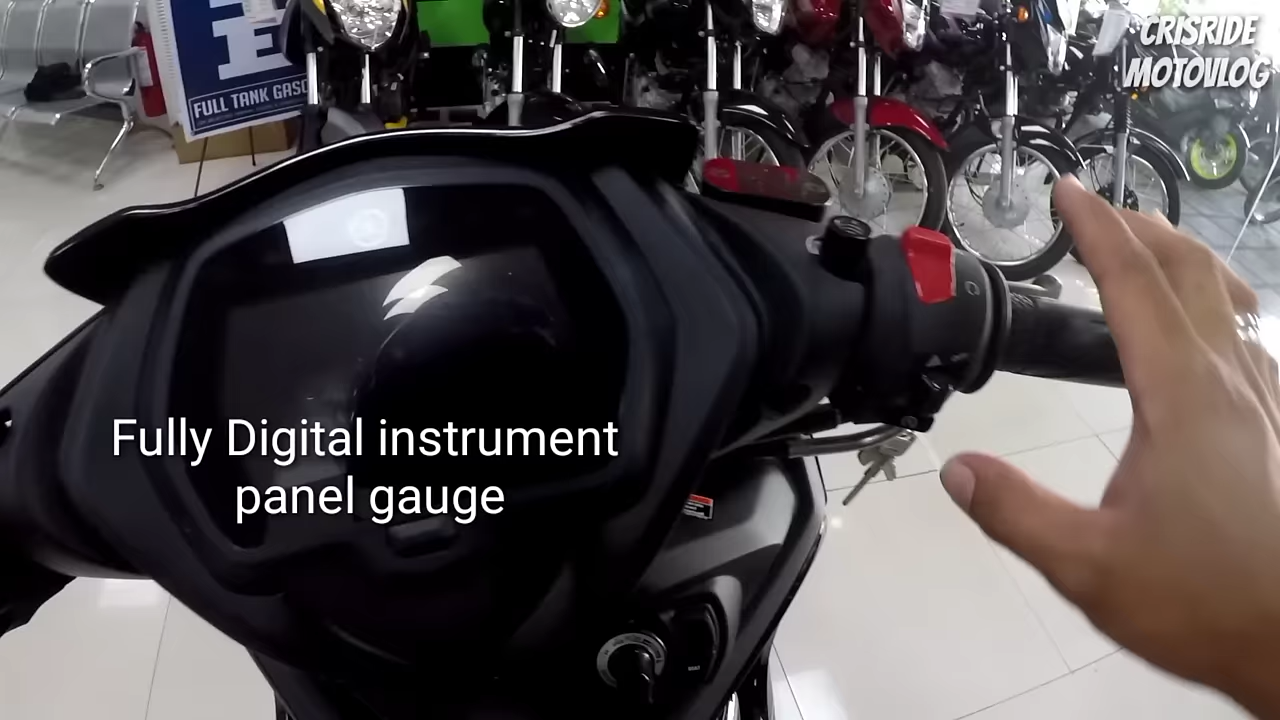 CRISRIDE
MOTOVLOG
FULL TANK GASO
Fully Digital instrument
panel gauge